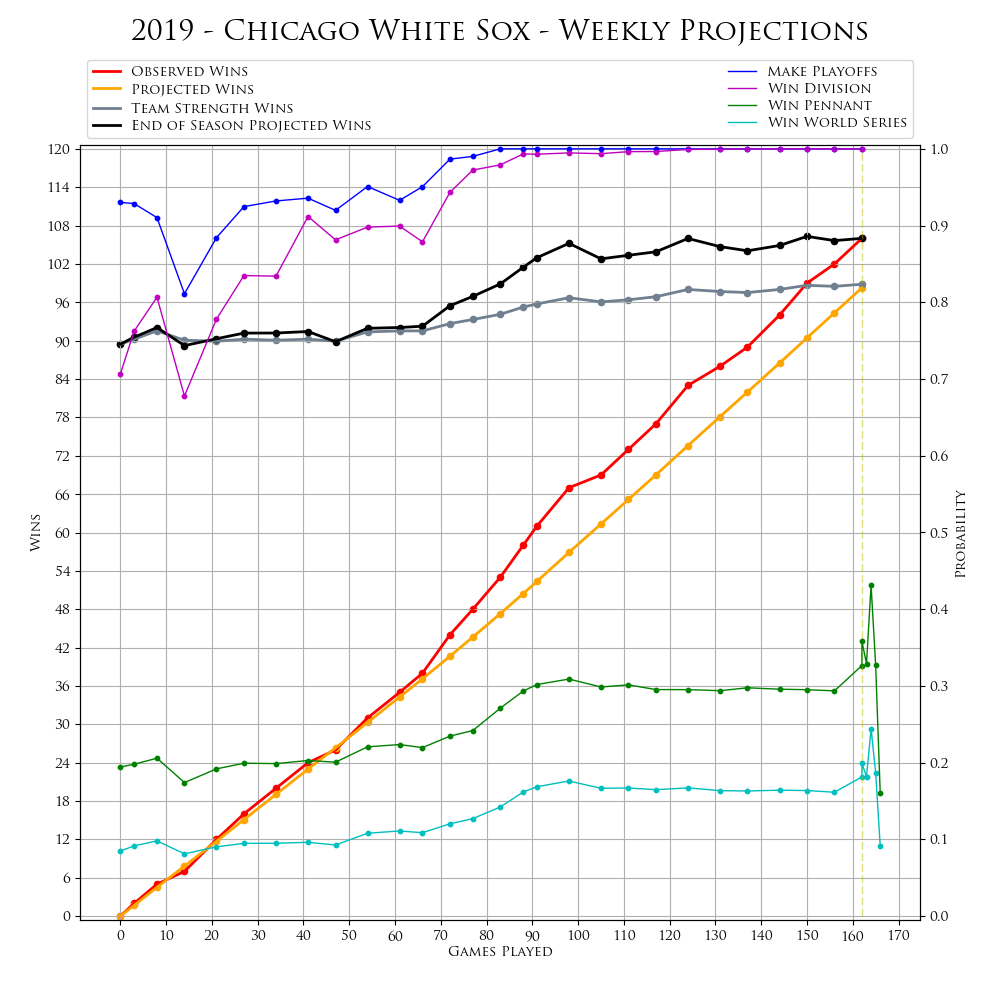 2019 - Chicago White Sox - Weekly Projections
Observed Wins
Projected Wins
Team Strength Wins
End of Season Projected Wins
Make Playoffs
Win Division
Win Pennant
Win World Series
120
114
108
102
96
90
84
78
72
66
60
54
48
42
36
30
24
18
12
6
0
Wins
1.0
0.9
0.8
0.7
0.6
0.5
0.4
0.3
0.2
0.1
0.0
Probability
0 10 20 30 40 50 60 70 80 90 100 110 120 130 140 150 160 170
Games Played